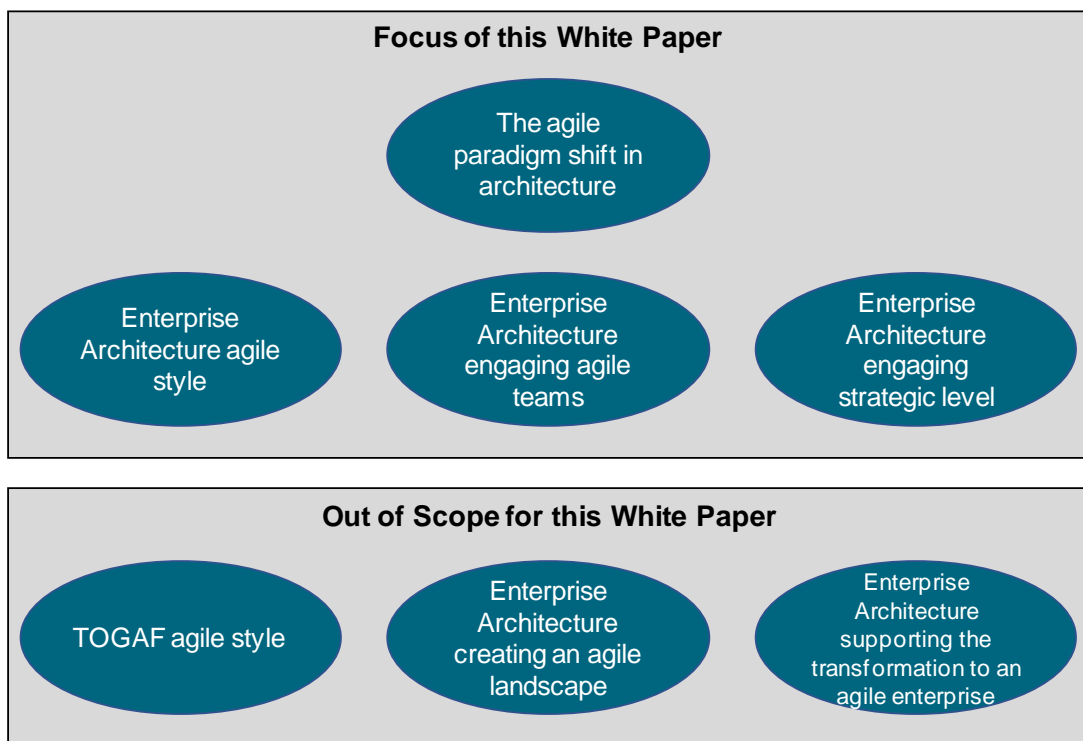 Focus of this White Paper
The agile
paradigm shift in
architecture
Enterprise
Architecture agile
style
Enterprise
Architecture
engaging agile
teams
Enterprise
Architecture
engaging
strategic level
Out of Scope for this White Paper
TOGAF agile style
Enterprise
Architecture
creating an agile
landscape
Enterprise
Architecture
supporting the
transformation to an
agile enterprise